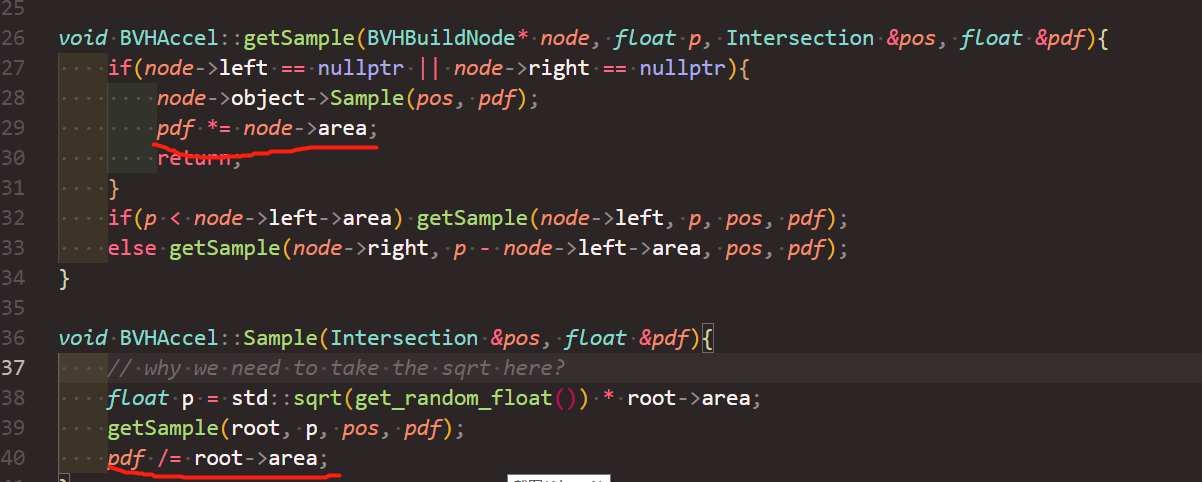 25
26 void BVHAccel::getSample(BVHBuildNode* node, float p, Intersection &pos, float &pdf){
27 if(node->left == nullptr || node->right == nullptr){
28 node->object->Sample(pos, pdf);
29 pdf *= node->area;
30 return;
31 }
32 if(p < node->left->area) getSample(node->left, p, pos, pdf);
33 else getSample(node->right, p - node->left->area, pos, pdf);
34 }
35
36 void BVHAccel::Sample(Intersection &pos, float &pdf){
37 // why we need to take the sqrt here?
38 float p = std::sqrt(get_random_float()) * root->area;
39 getSample(root, p, pos, pdf);
40 pdf /= root->area;